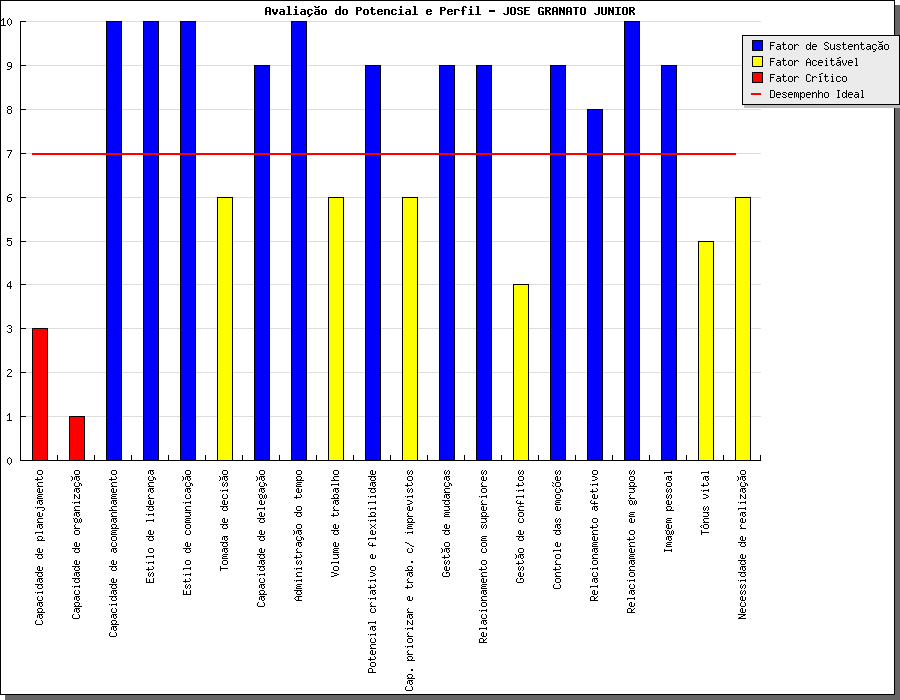 Avaliação do Potencial e Perfil - JOSE GRANATO JUNIOR
10
9
8
7
6
5
4
3
2
1
0
Fator de Sustentação
Fator Aceitável
Fator Crítico
Desempenho Ideal
Capacidade de planejamento
Capacidade de organização
Capacidade de acompanhamento
Estilo de liderança
Estilo de comunicação
Tomada de decisão
Capacidade de delegação
Administração do tempo
Volume de trabalho
Potencial criativo e flexibilidade
Cap. priorizar e trab. c/ imprevistos
Gestão de mudanças
Relacionamento com superiores
Gestão de conflitos
Controle das emoções
Relacionamento afetivo
Relacionamento em grupos
Imagem pessoal
Tônus vital
Necessidade de realização